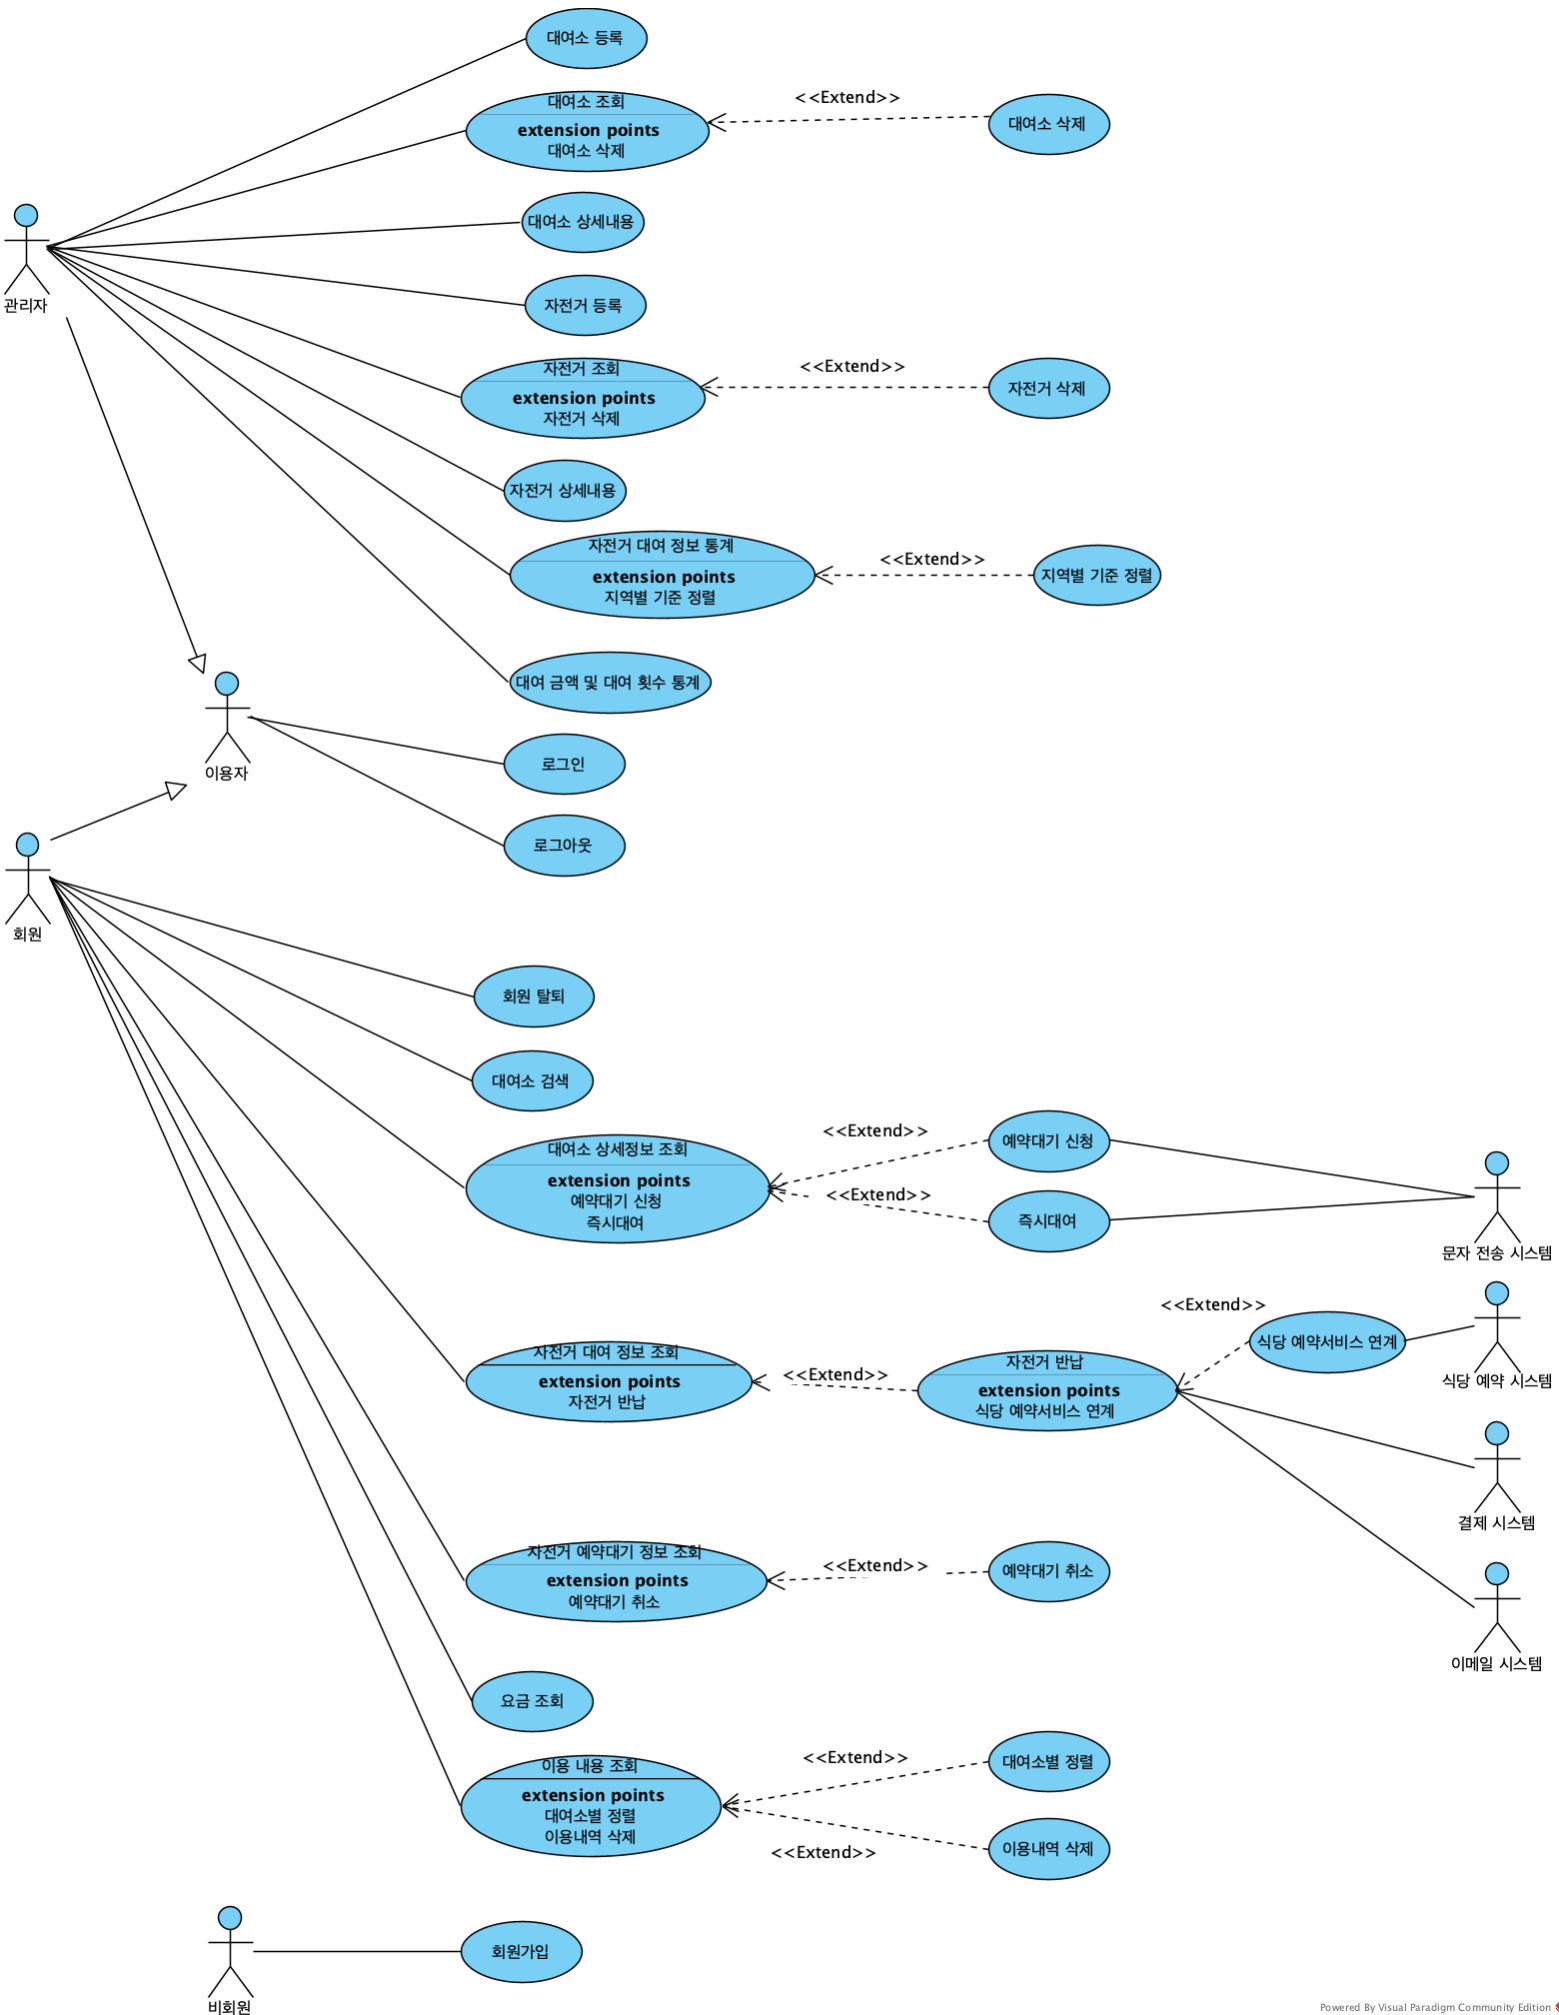 대여소 등록
대여소 조회
extension points
대여소 삭제
<<Extend>>
대여소 삭제
대여소 상세내용
관리자
자전거 등록
자전거 조회
extension points
자전거 삭제
<<Extend>>
자전거 삭제
자전거 상세내용
자전거 대여 정보 통계
extension points
지역별 기준 정렬
<<Extend>>
지역별 기준 정렬
대여 금액 및 대여 횟수 통계
이용자
로그인
로그아웃
회원
회원 탈퇴
대여소 검색
대여소 상세정보 조회
extension points
예약대기 신청
즉시대여
<<Extend>>
예약대기 신청
<<Extend>>
즉시대여
문자 전송 시스템
자전거 대여 정보 조회
extension points
자전거 반납
<<Extend>>
자전거 반납
extension points
식당 예약서비스 연계
<<Extend>>
식당 예약서비스 연계
식당 예약 시스템
결제 시스템
자전거 예약대기 정보 조회
extension points
예약대기 취소
<<Extend>>
예약대기 취소
이메일 시스템
요금 조회
이용 내용 조회
extension points
대여소별 정렬
이용내역 삭제
<<Extend>>
대여소별 정렬
<<Extend>>
이용내역 삭제
회원가입
비회원
Powered By Visual Paradigm Community Edition